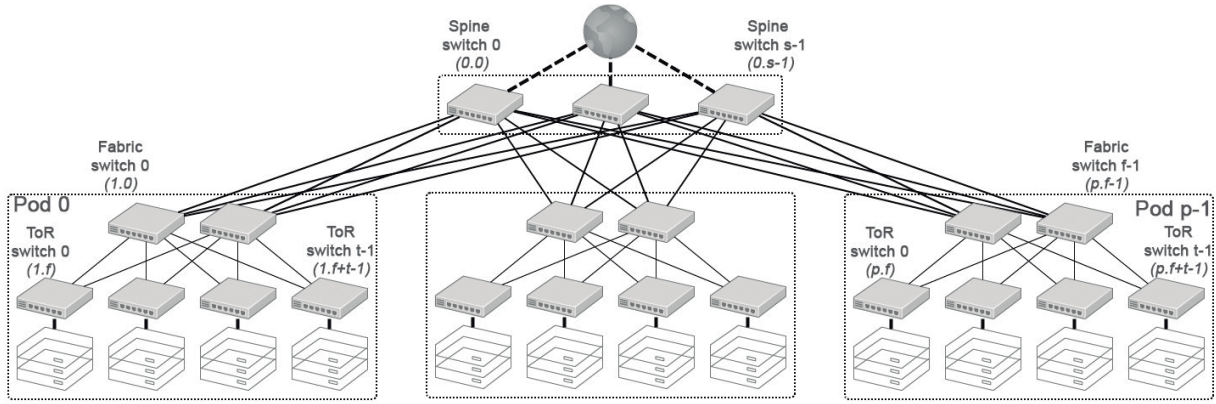 Spine
switch 0
(0.0)
Spine
switch s-1
(0.s-1)
Fabric
switch 0
(1.0)
Fabric
switch f-1
(p.f-1)
Pod 0
ToR
switch 0
(1.f)
ToR
switch t-1
(1.f+t-1)
Pod p-1
ToR
switch 0
(p.f)
ToR
switch t-1
(p.f+t-1)